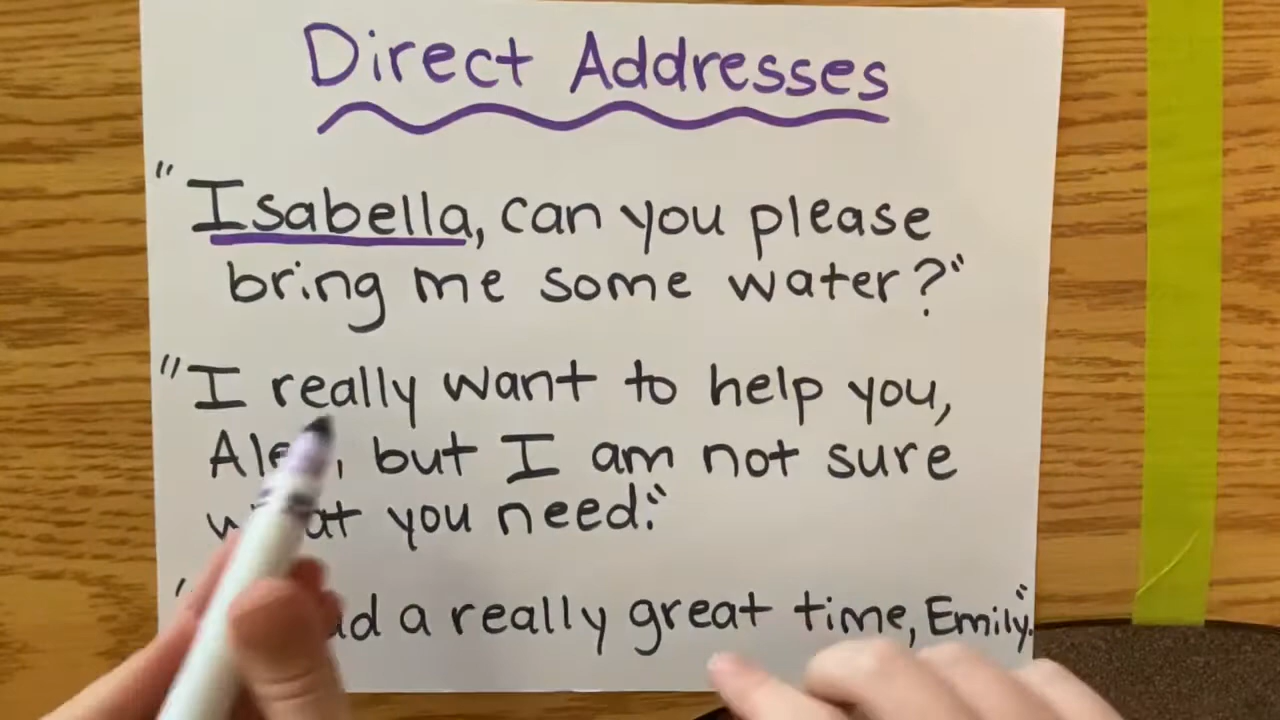 Direct Addresses
"Isabella, can you please
bring me some water?"
"I really want to help you,
but I am not sure
you need."
a really great time, Emily."